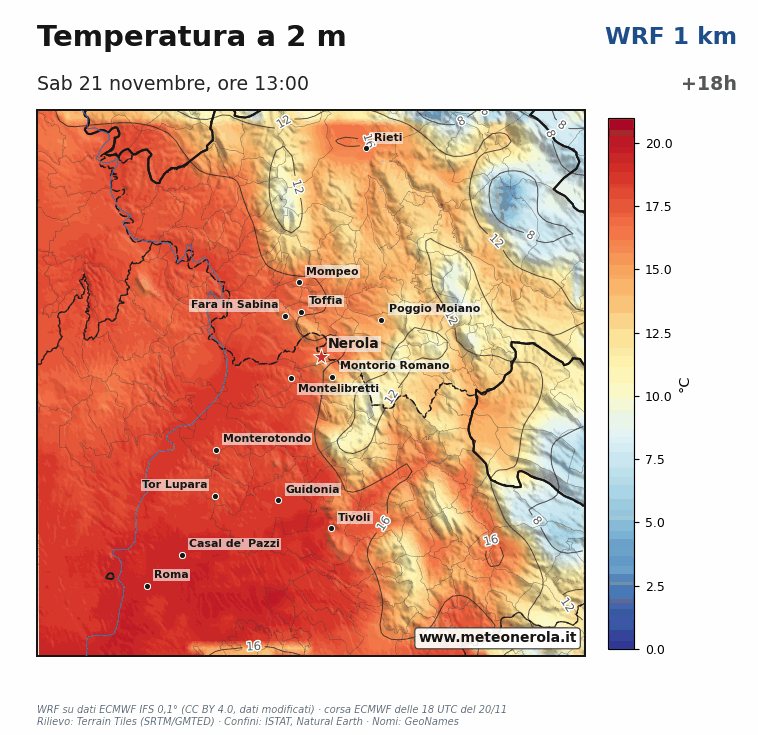 Temperatura a 2 m
WRF 1 km
Sab 21 novembre, ore 13:00
+18h
12
8
8
8
8
16
Rieti
12
12
8
Mompeo
Fara in Sabina
Toffia
Poggio Moiano
12
Nerola
Montorio Romano
Montelibretti
12
Monterotondo
Tor Lupara
Guidonia
Tivoli
16
8
16
Casal de' Pazzi
Roma
12
16
www.meteonerola.it
20.0
17.5
15.0
12.5
10.0
7.5
5.0
2.5
0.0
°C
WRF su dati ECMWF IFS 0,1° (CC BY 4.0, dati modificati) · corsa ECMWF delle 18 UTC del 20/11
Rilievo: Terrain Tiles (SRTM/GMTED) · Confini: ISTAT, Natural Earth · Nomi: GeoNames